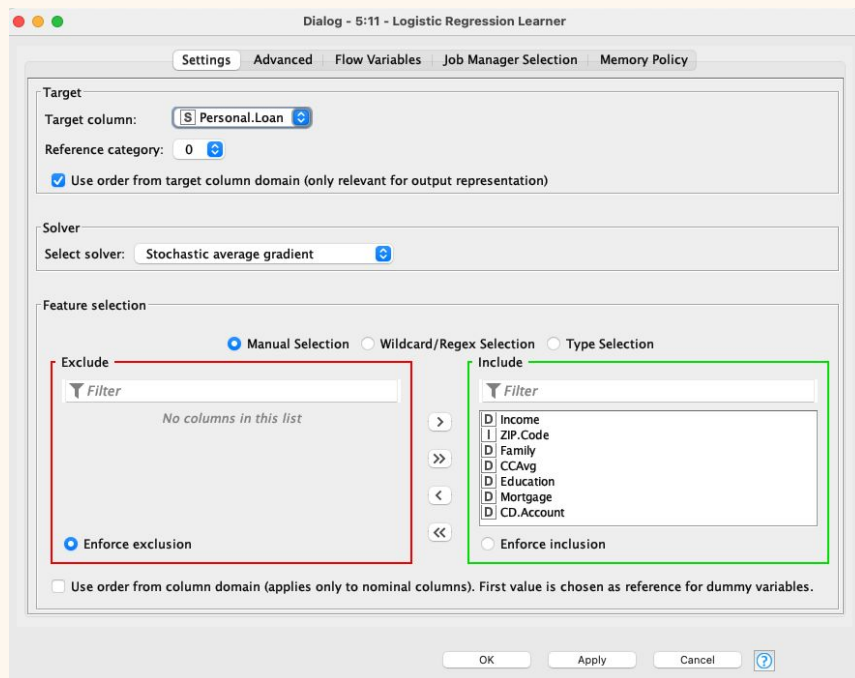 Dialog - 5:11 - Logistic Regression Learner
Settings Advanced Flow Variables Job Manager Selection Memory Policy
Target
Target column: S Personal.Loan
Reference category: 0
Use order from target column domain (only relevant for output representation)
Solver
Select solver: Stochastic average gradient
Feature selection
Manual Selection Wildcard/Regex Selection Type Selection
Exclude Include
Filter Filter
No columns in this list
D Income
I ZIP.Code
D Family
D CCAvg
D Education
D Mortgage
D CD.Account
> 
>>
<
<<
Enforce exclusion Enforce inclusion
Use order from column domain (applies only to nominal columns). First value is chosen as reference for dummy variables.
OK Apply Cancel ?